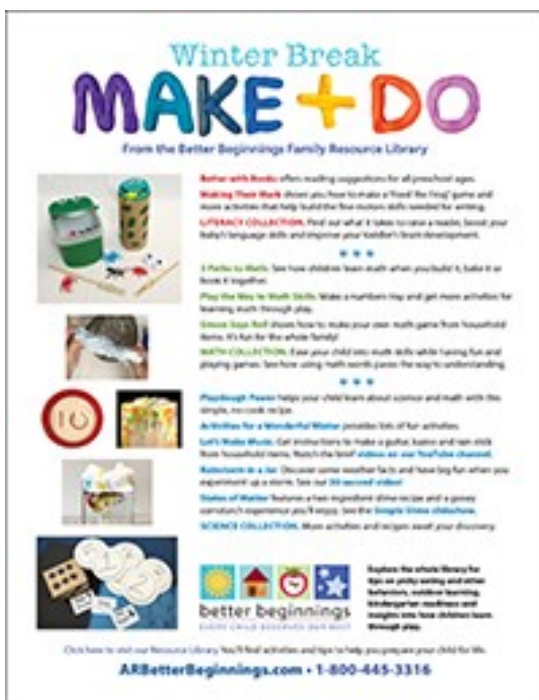 Winter Break
MAKE + DO
From the Better Beginnings Family Resource Library
Better with Books offers reading suggestions for all preschool ages.
Making Their Mark shows you how to make a "Feed the Frog" game and
more activities that help build the fine motor skills needed for writing.
LITERACY COLLECTION: Find out what it takes to raise a reader, boost your
baby's language skills and improve your toddler's brain development.
3 Paths to Math: See how children learn math when you build it, bake it or
book it together.
Play the Way to Math Skills: Make a numbers tray and get more activities for
learning math through play.
Simon Says Roll shows how to make your own math game from household
items. It's fun for the whole family!
MATH COLLECTION: Ease your child into math skills while having fun and
playing games. See how using math words paves the way to understanding.
Playdough Power helps your child learn about science and math with this
simple, no-cook recipe.
Activities for a Wonderful Winter provides lots of fun activities.
Let's Make Music: Get instructions to make a guitar, kazoo and rain stick
from household items. Here's the brief videos on our YouTube channel.
Rainstorm in a Jar: Discover some weather facts and have big fun when you
experiment up a storm. See our 30-second video!
States of Matter features a two ingredient slime recipe and a gooey
experience you'll enjoy. See the Simple Slime slideshow.
SCIENCE COLLECTION: More activities and recipes await your discovery.
better beginnings
EVERY CHILD DESERVES OUR BEST
Explore the whole library for
tips on picky eating and other
behaviors, outdoor learning,
kindergarten readiness and
insights into how children learn
through play.
Click here to visit our Resource Library. You'll find activities and tips to help you prepare your child for life.
ARBetterBeginnings.com • 1-800-445-3316